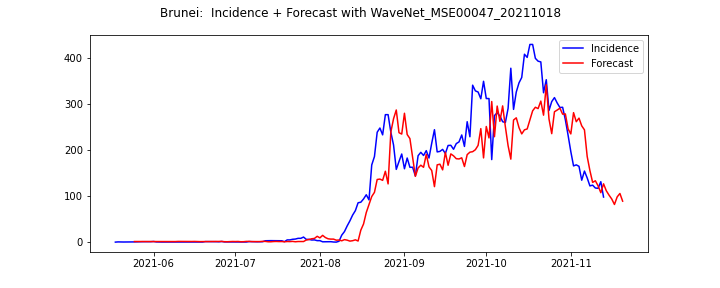 Brunei:  Incidence + Forecast with WaveNet_MSE00047_20211018
Incidence
Forecast
400
300
200
100
0
2021-06 2021-07 2021-08 2021-09 2021-10 2021-11